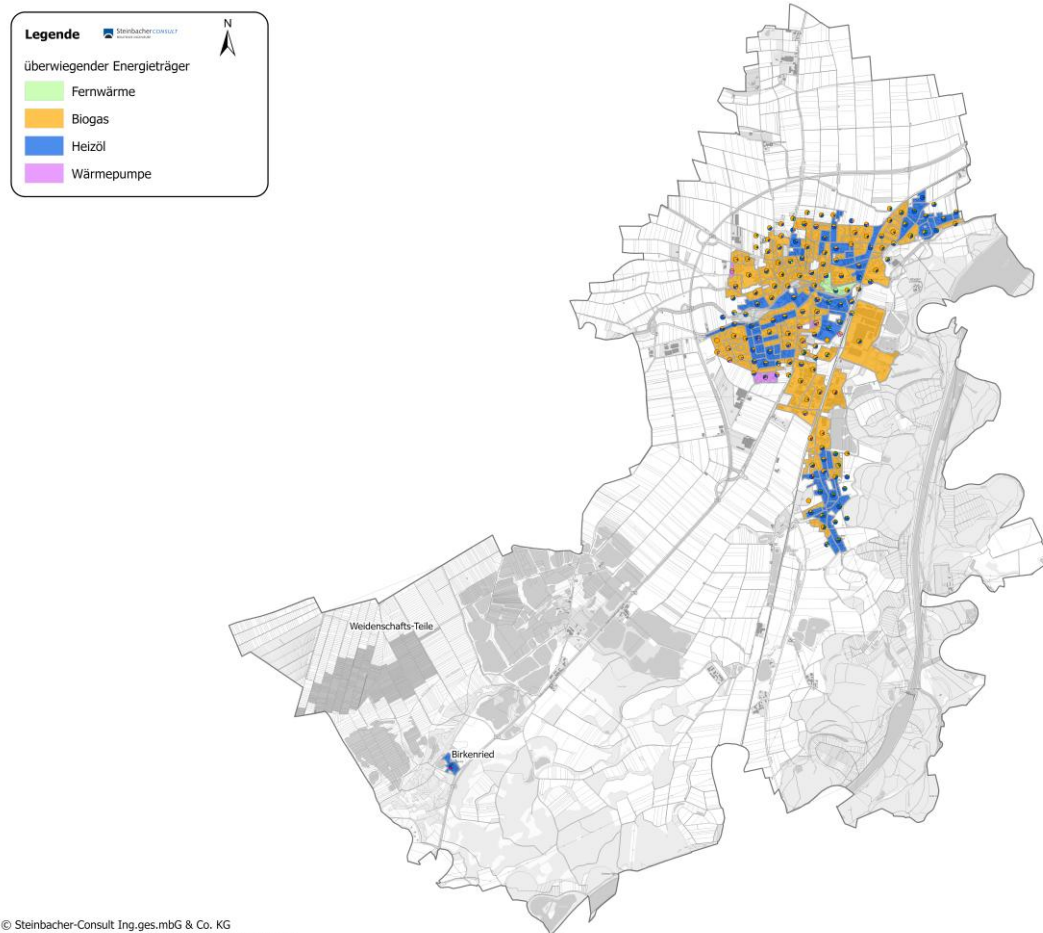 Legende
Steinbacher CONSULT
N
überwiegender Energieträger
Fernwärme
Biogas
Heizöl
Wärmepumpe
Weidenschafts-Teile
Birkenried
© Steinbacher-Consult Ing.ges.mbG & Co. KG